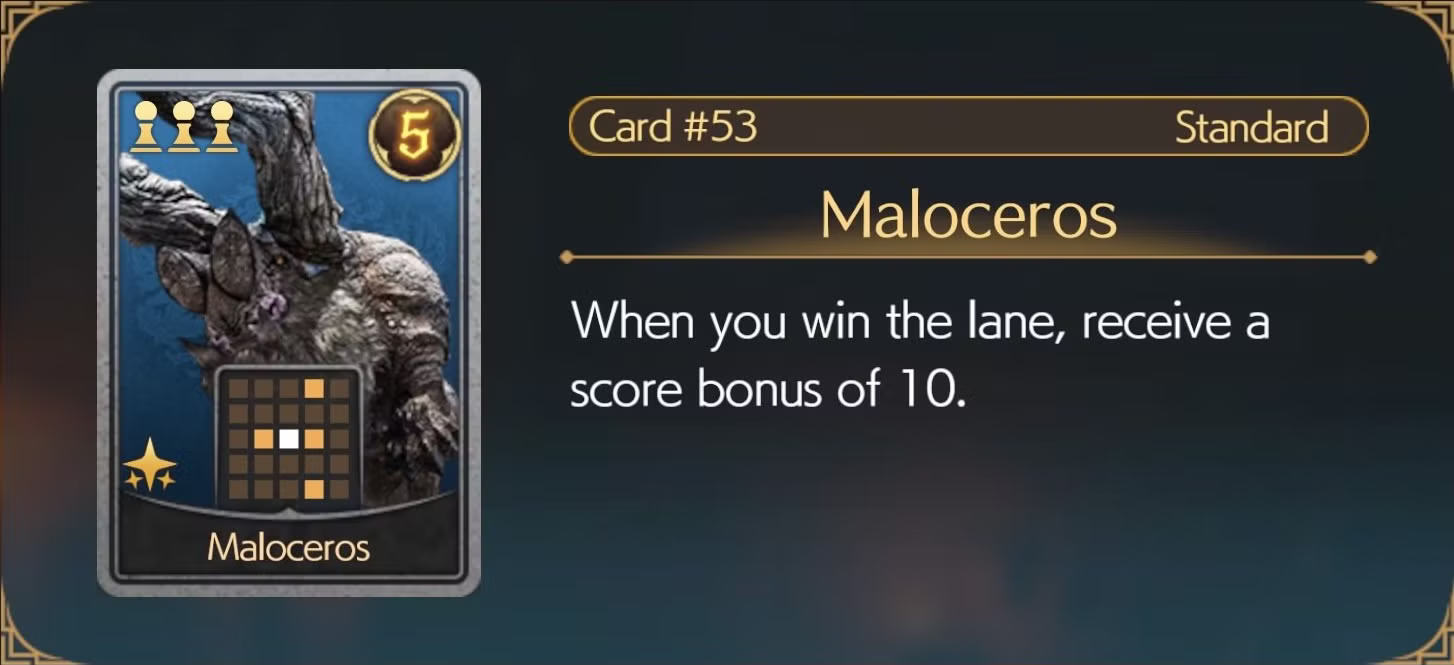 5
Card #53 Standard
Maloceros
When you win the lane, receive a
score bonus of 10.
Maloceros